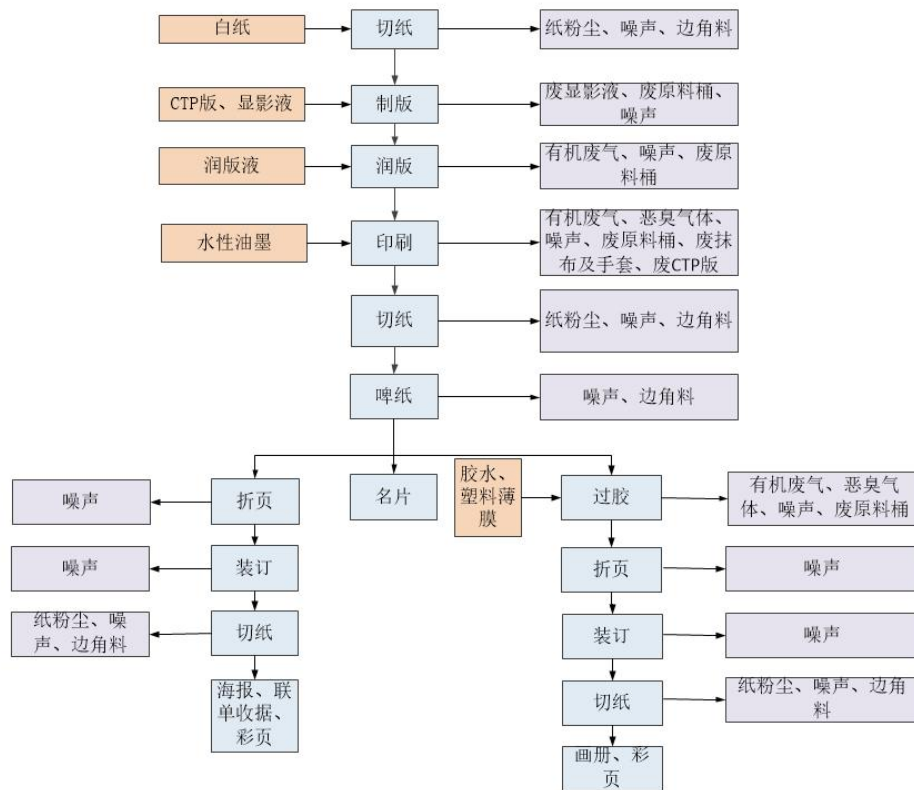 白纸
切纸
纸粉尘、噪声、边角料
CTP版、显影液
制版
废显影液、废原料桶、
噪声
润版液
润版
有机废气、噪声、废原
料桶
水性油墨
印刷
有机废气、恶臭气体、
噪声、废原料桶、废抹
布及手套、废CTP版
切纸
纸粉尘、噪声、边角料
啤纸
噪声、边角料
噪声
折页
名片
胶水、
塑料薄
膜
过胶
有机废气、恶臭气
体、噪声、废原料桶
噪声
装订
折页
噪声
纸粉尘、噪
声、边角料
切纸
装订
噪声
海报、联
单收据、
彩页
切纸
纸粉尘、噪声、边角
料
画册、彩
页